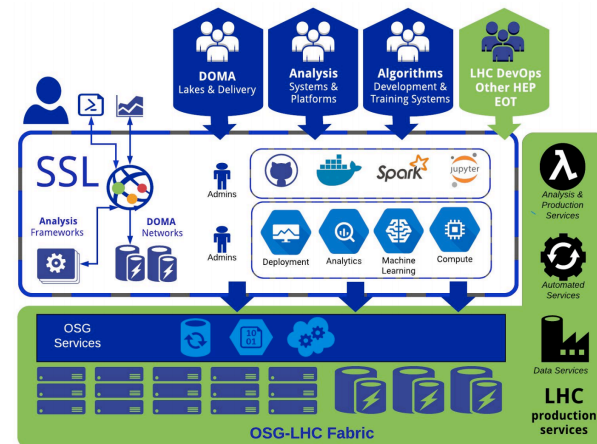 DOMA
Lakes & Delivery
Analysis
Systems &
Platforms
Algorithms
Development &
Training Systems
LHC DevOps
Other HEP
EOT
SSL
Analysis
Frameworks
DOMA
Networks
Admins
Admins
Spark
jupyter
Deployment
Analytics
Machine
Learning
Compute
Analysis &
Production
Services
Automated
Services
Data Services
LHC
production
services
OSG
Services
10
01
OSG-LHC Fabric